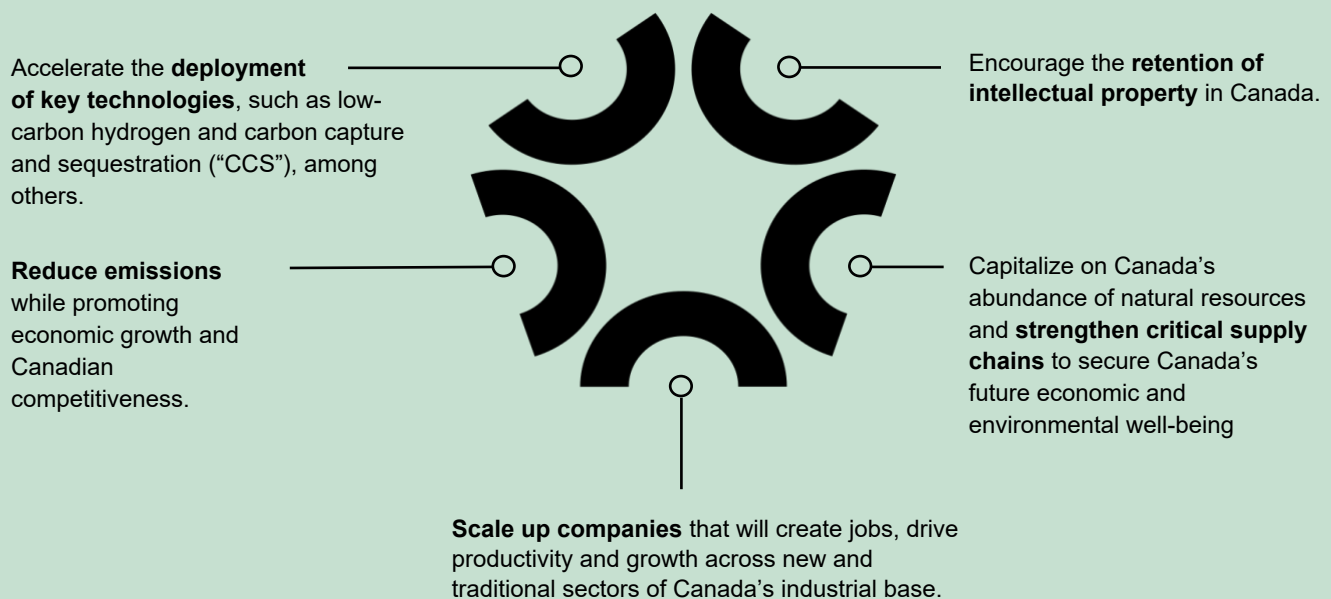 Accelerate the deployment
of key technologies, such as low-
carbon hydrogen and carbon capture
and sequestration (“CCS”), among
others.
Reduce emissions
while promoting
economic growth and
Canadian
competitiveness.
Encourage the retention of
intellectual property in Canada.
Capitalize on Canada’s
abundance of natural resources
and strengthen critical supply
chains to secure Canada’s
future economic and
environmental well-being
Scale up companies that will create jobs, drive
productivity and growth across new and
traditional sectors of Canada’s industrial base.